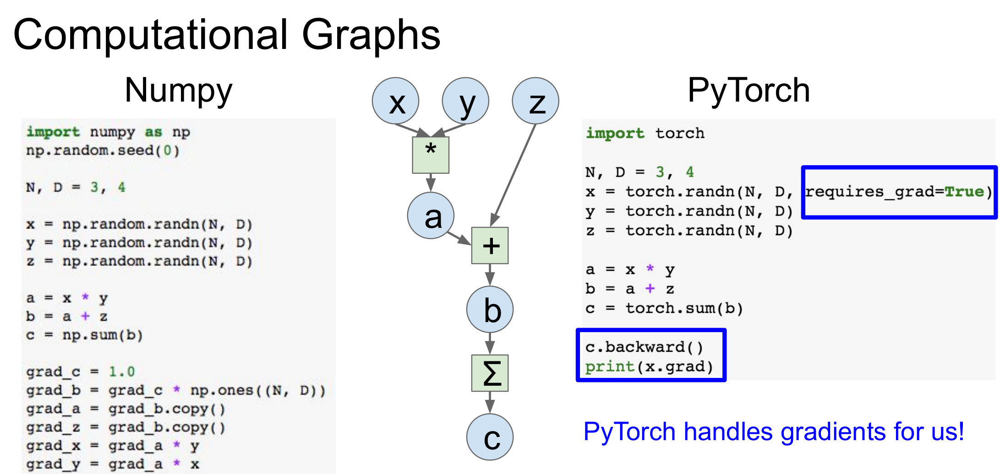 Computational Graphs
Numpy
import numpy as np
np.random.seed(0)
N, D = 3, 4
x = np.random.randn(N, D)
y = np.random.randn(N, D)
z = np.random.randn(N, D)
a = x * y
b = a + z
c = np.sum(b)
grad_c = 1.0
grad_b = grad_c * np.ones((N, D))
grad_a = grad_b.copy()
grad_z = grad_b.copy()
grad_x = grad_a * y
grad_y = grad_a * x
x y z
*
a
+
b
Σ
c
PyTorch
import torch
N, D = 3, 4
x = torch.randn(N, D, requires_grad=True)
y = torch.randn(N, D)
z = torch.randn(N, D)
a = x * y
b = a + z
c = torch.sum(b)
c.backward()
print(x.grad)
PyTorch handles gradients for us!